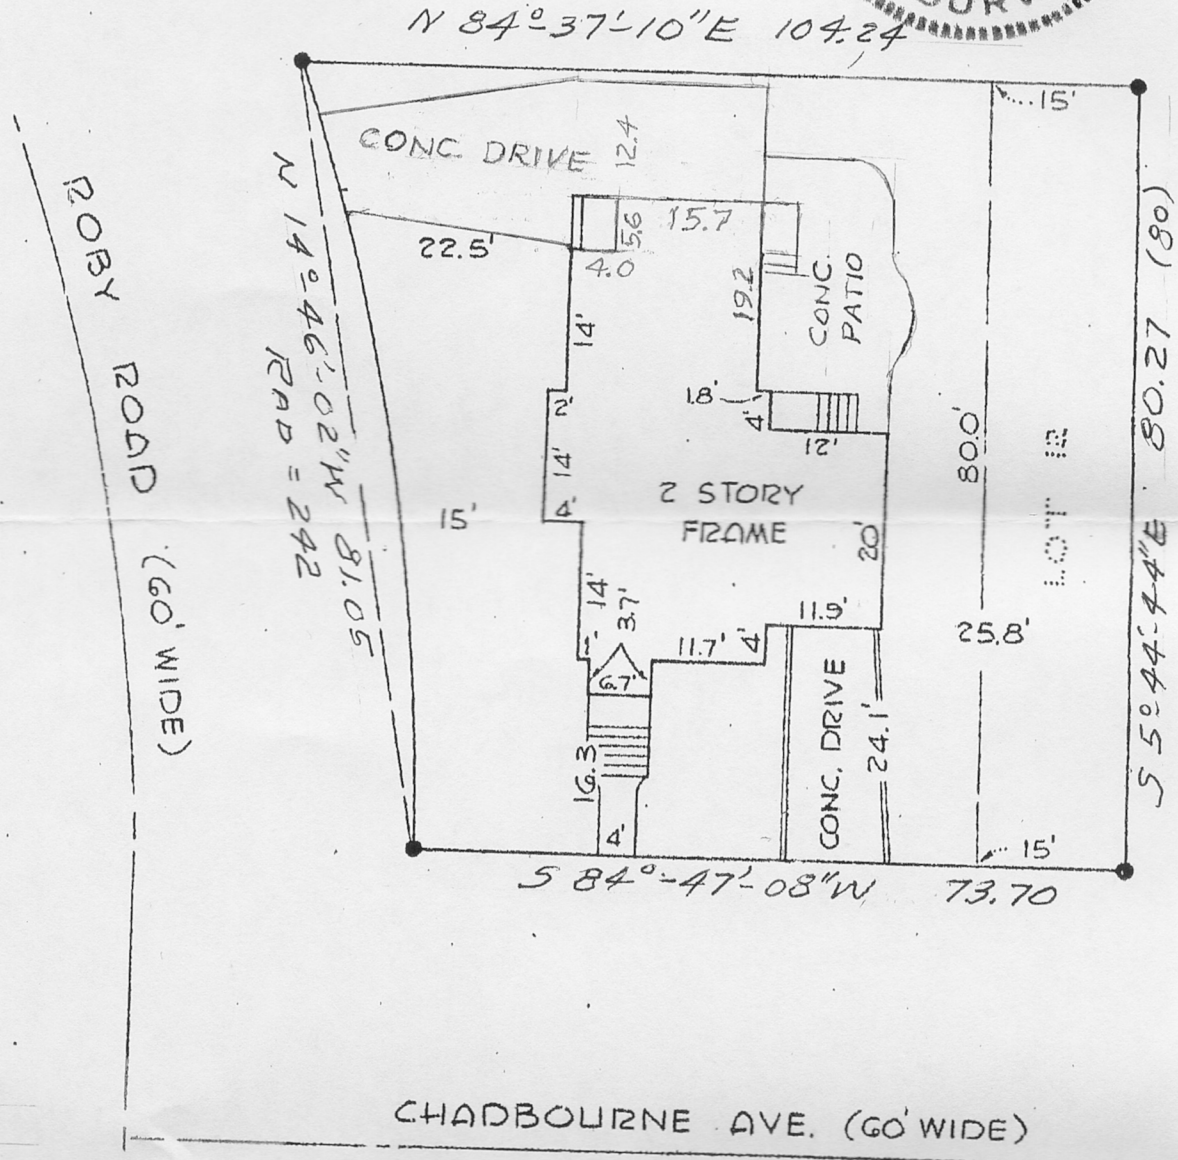 N 84°-37'-10"E 104.24
15'
CONC. DRIVE
12.4
15.7
5.6
4.0
22.5'
19.2
CONC.
PATIO
ROBY ROAD (60' WIDE)
N 14°-46'-02"W 81.05
RAD = 242
S 5°-44'-44"E 80.27 (80)
14'
2'
14'
4'
1.8'
4'
12'
80.0'
LOT 12
15'
2 STORY
FRAME
20'
14'
3.7'
11.9'
11.7'
4'
6.7'
25.8'
16.3
4'
CONC. DRIVE
24.1'
15'
S 84°-47'-08"W 73.70
CHADBOURNE AVE. (60' WIDE)